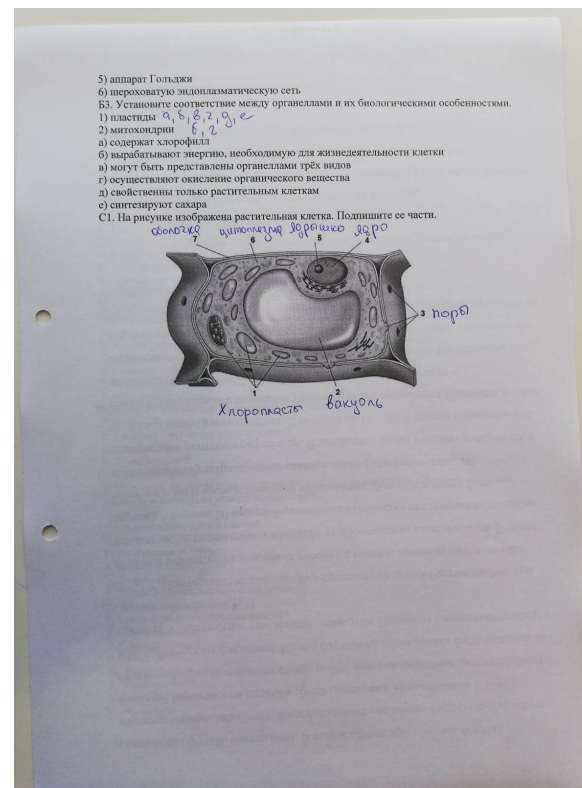 5) аппарат Гольджи
6) шероховатую эндоплазматическую сеть
Б3. Установите соответствие между органеллами и их биологическими особенностями.
1) пластиды а, б, в, г, д, е
2) митохондрии б, г
а) содержат хлорофилл
б) вырабатывают энергию, необходимую для жизнедеятельности клетки
в) могут быть представлены органеллами трёх видов
г) осуществляют окисление органического вещества
д) свойственны только растительным клеткам
е) синтезируют сахара
С1. На рисунке изображена растительная клетка. Подпишите ее части.
оболочка цитоплазма ядрышко ядро
7 6 5 4
3 поры
1 2
Хлоропласты вакуоль